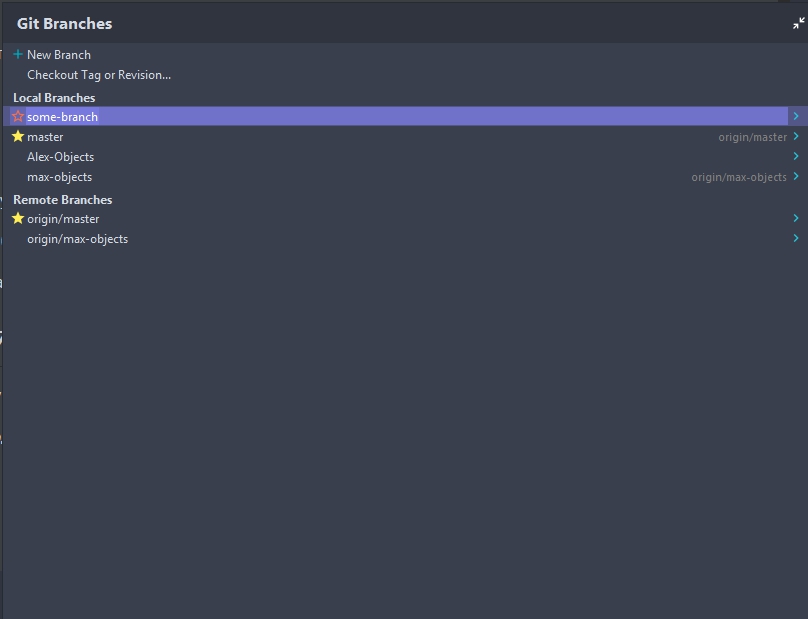 Git Branches
New Branch
Checkout Tag or Revision...
Local Branches
some-branch
master origin/master
Alex-Objects
max-objects origin/max-objects
Remote Branches
origin/master
origin/max-objects